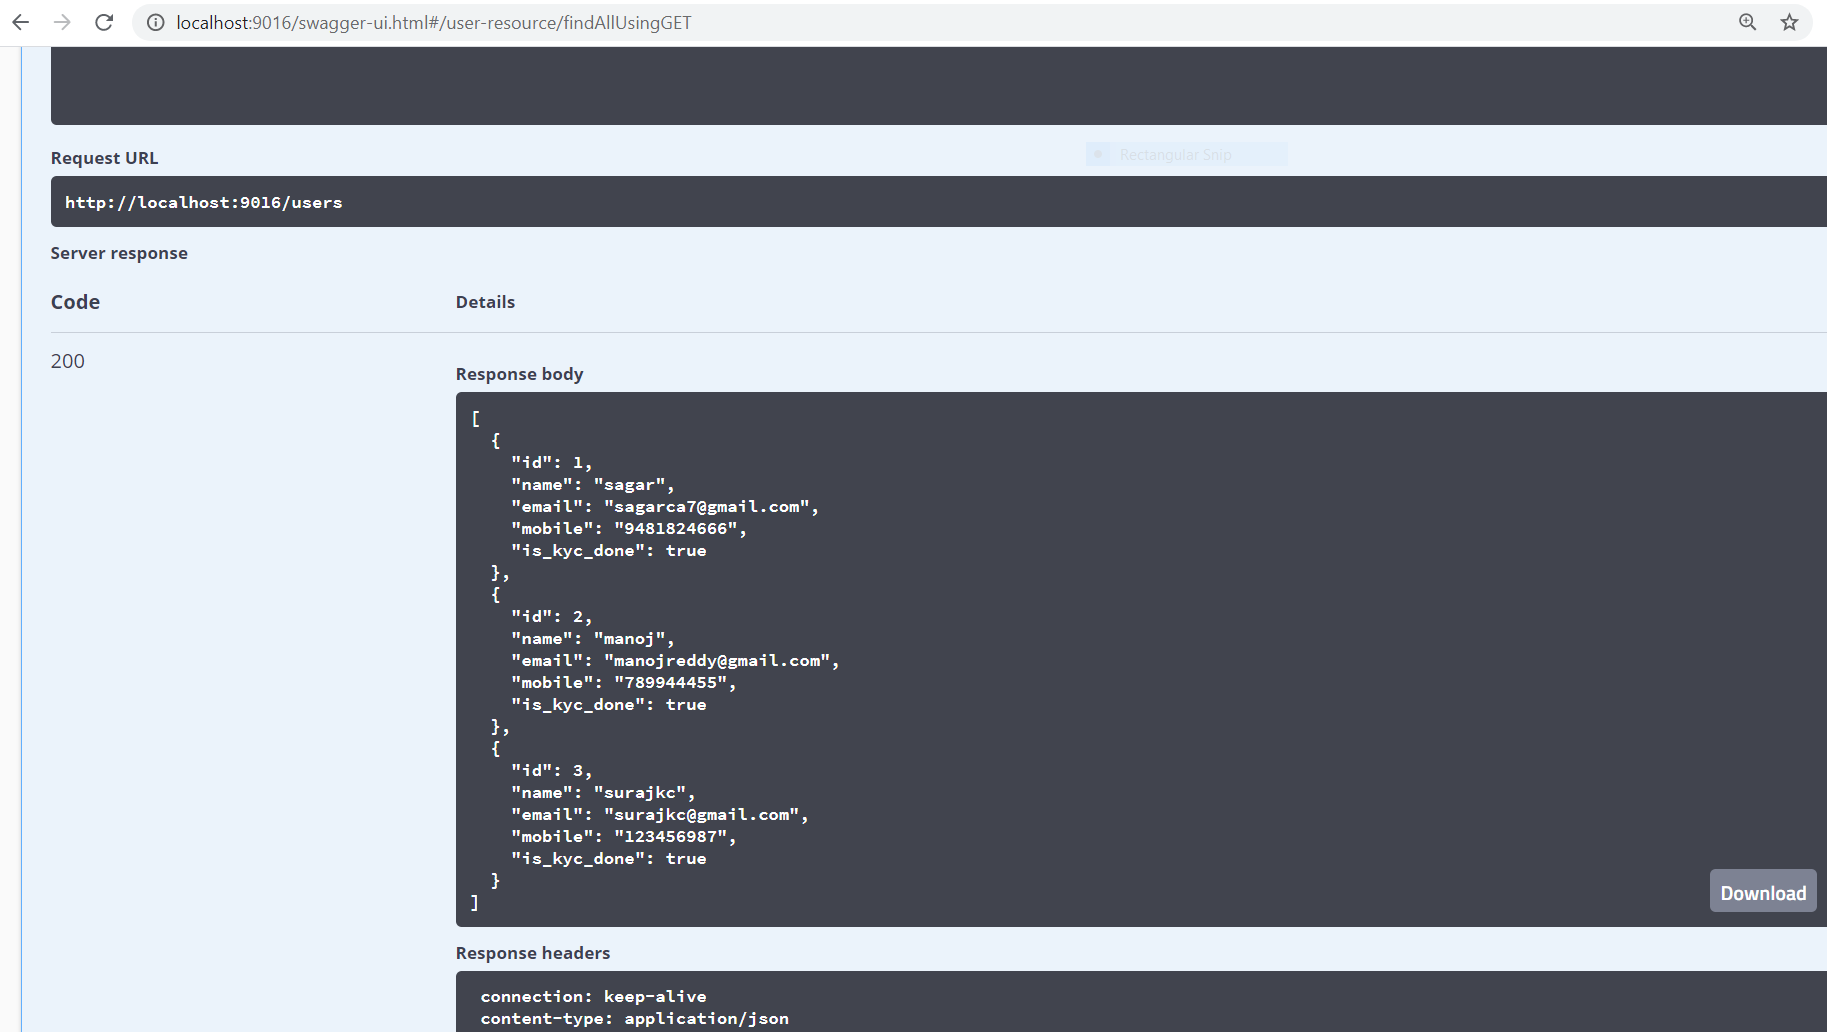 localhost:9016/swagger-ui.html#/user-resource/findAllUsingGET
Rectangular Snip
Request URL
http://localhost:9016/users
Server response
Code Details
200
Response body
[
{
"id": 1,
"name": "sagar",
"email": "sagarca7@gmail.com",
"mobile": "9481824666",
"is_kyc_done": true
},
{
"id": 2,
"name": "manoj",
"email": "manojreddy@gmail.com",
"mobile": "789944455",
"is_kyc_done": true
},
{
"id": 3,
"name": "surajkc",
"email": "surajkc@gmail.com",
"mobile": "123456987",
"is_kyc_done": true
}
]
Download
Response headers
connection: keep-alive
content-type: application/json